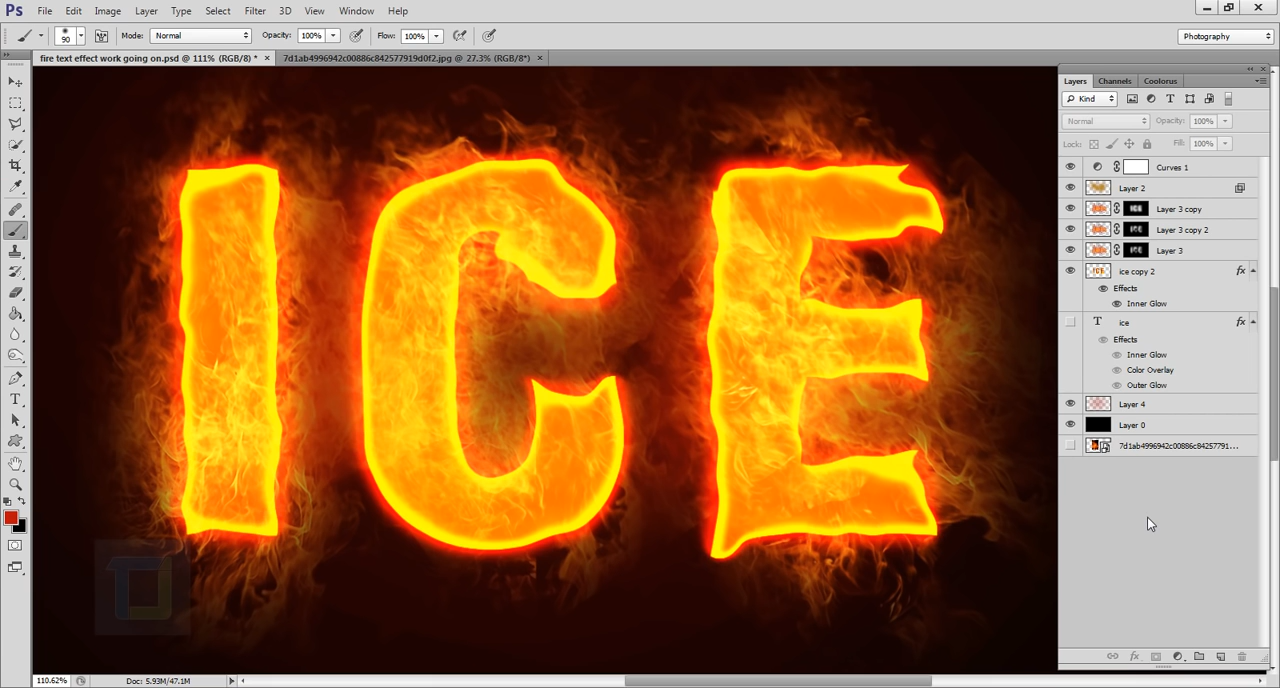 Ps File Edit Image Layer Type Select Filter 3D View Window Help
90 Mode: Normal Opacity: 100% Flow: 100% Photography
fire text effect work going on.psd @ 111% (RGB/8) * × 7d1ab4996942c00886c842577919d0f2.jpg @ 27.3% (RGB/8*) ×
Layers Channels Coolorus
Kind
Normal Opacity: 100%
Lock: Fill: 100%
Curves 1
Layer 2
Layer 3 copy
Layer 3 copy 2
Layer 3
ice copy 2 fx
Effects
Inner Glow
T ice fx
Effects
Inner Glow
Color Overlay
Outer Glow
Layer 4
Layer 0
7d1ab4996942c00886c84257791...
ICE
110.62% Doc: 5.93M/47.1M